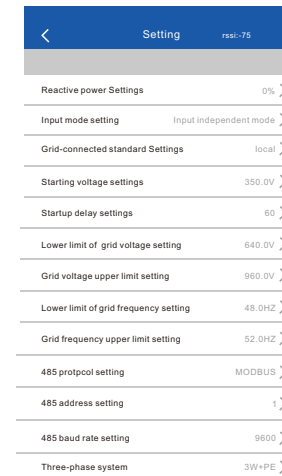 Setting rssi:-75
Reactive power Settings 0%
Input mode setting Input independent mode
Grid-connected standard Settings local
Starting voltage settings 350.0V
Startup delay settings 60
Lower limit of grid voltage setting 640.0V
Grid voltage upper limit setting 960.0V
Lower limit of grid frequency setting 48.0HZ
Grid frequency upper limit setting 52.0HZ
485 protpcol setting MODBUS
485 address setting 1
485 baud rate setting 9600
Three-phase system 3W+PE